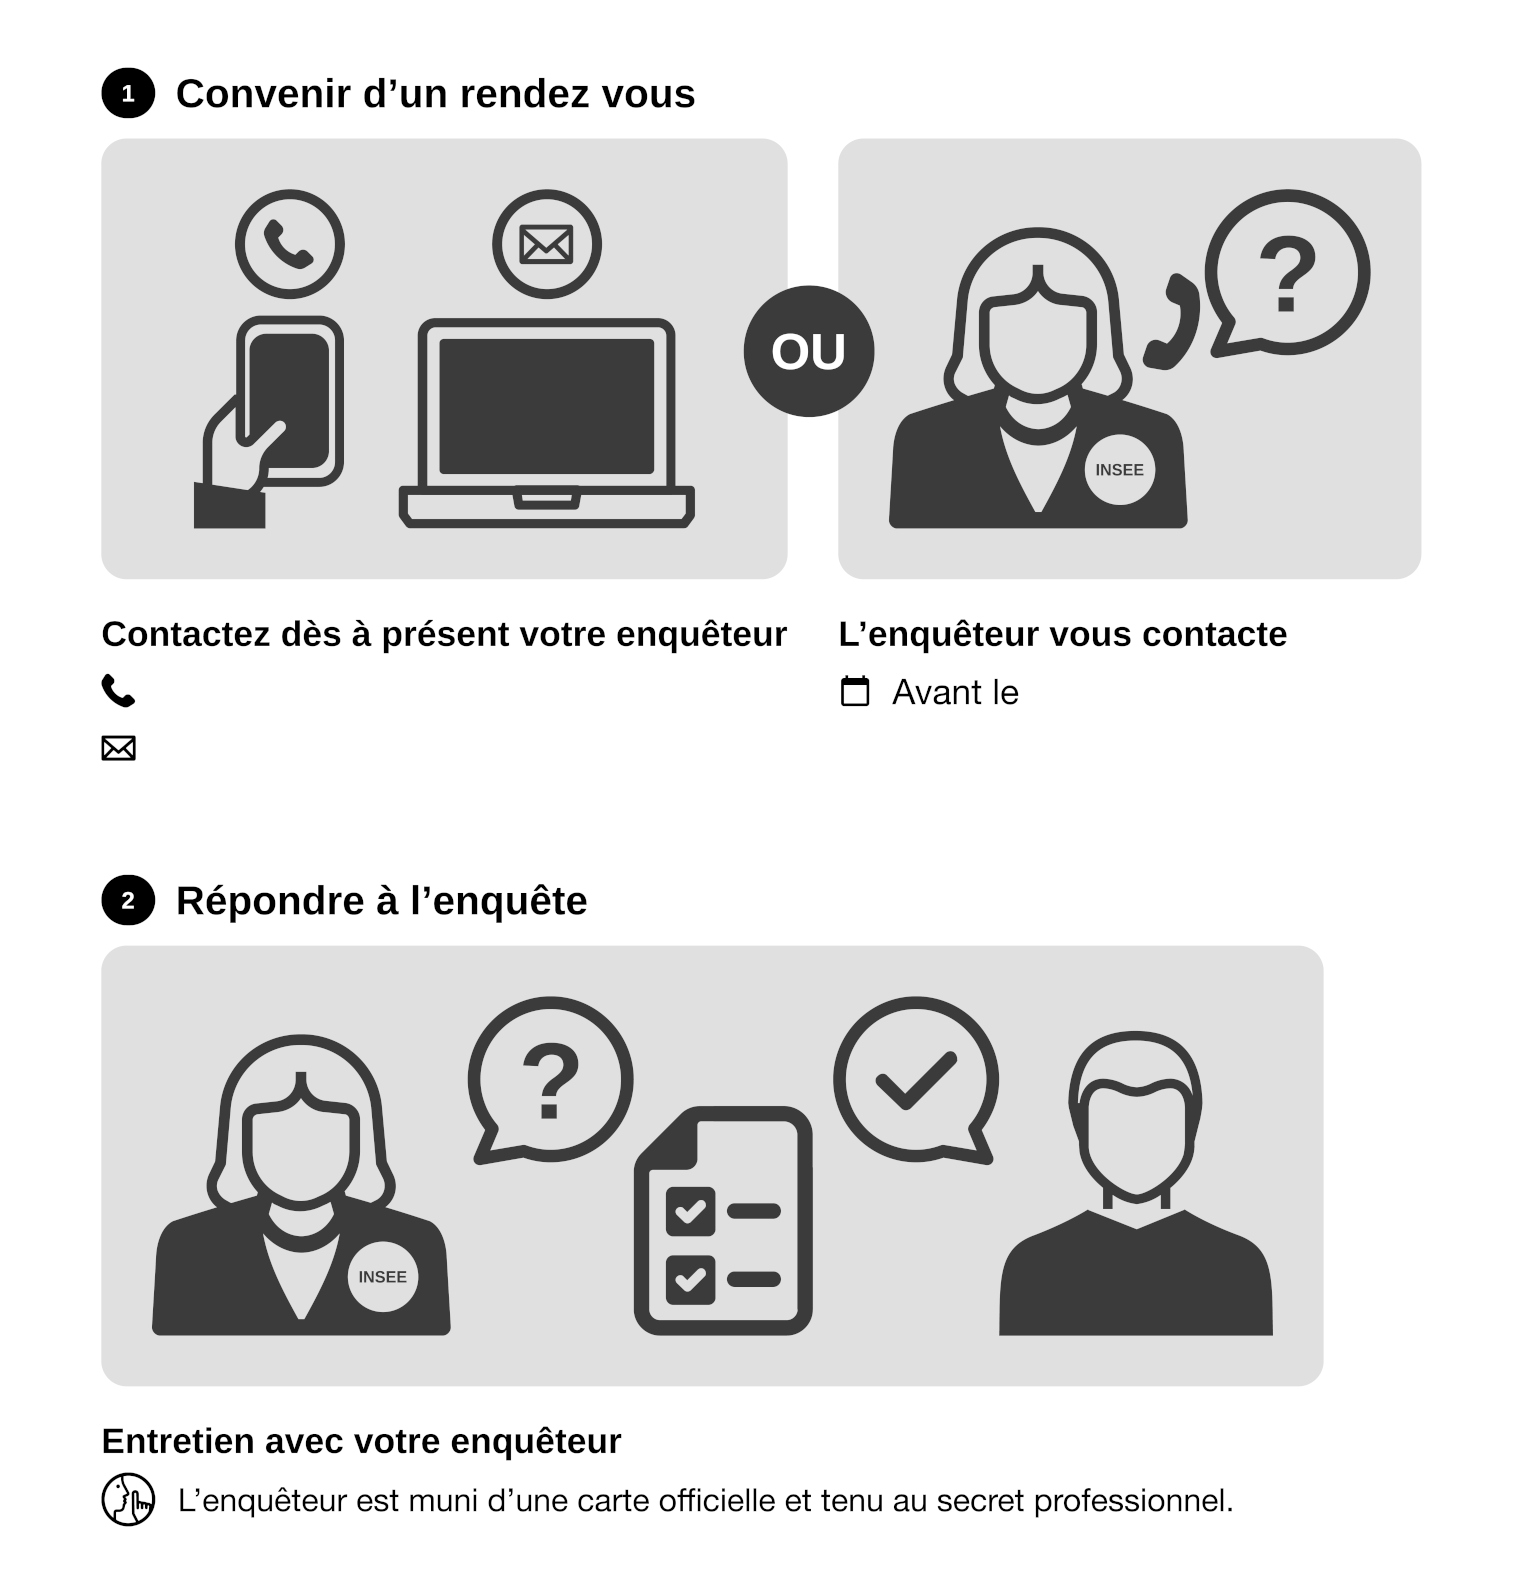 1 Convenir d’un rendez vous
?
OU
INSEE
Contactez dès à présent votre enquêteur
L’enquêteur vous contacte
Avant le
2 Répondre à l’enquête
?
INSEE
Entretien avec votre enquêteur
L’enquêteur est muni d’une carte officielle et tenu au secret professionnel.